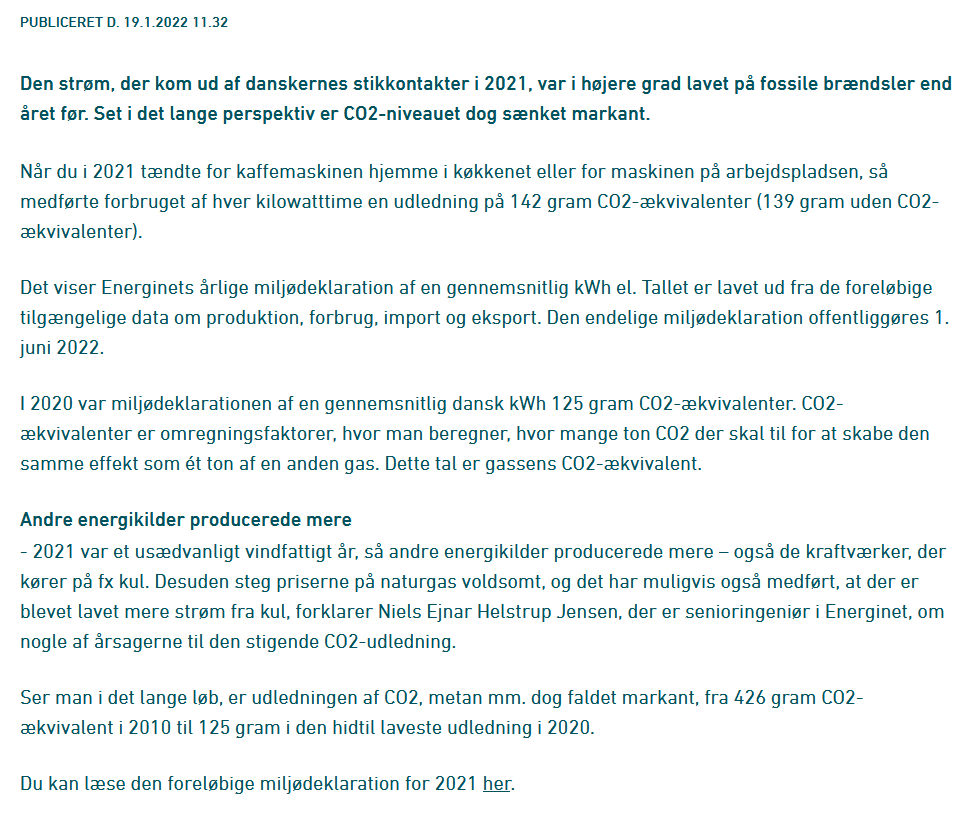 PUBLICERET D. 19.1.2022 11.32
Den strøm, der kom ud af danskernes stikkontakter i 2021, var i højere grad lavet på fossile brændsler end
året før. Set i det lange perspektiv er CO2-niveauet dog sænket markant.
Når du i 2021 tændte for kaffemaskinen hjemme i køkkenet eller for maskinen på arbejdspladsen, så
medførte forbruget af hver kilowatttime en udledning på 142 gram CO2-ækvivalenter (139 gram uden CO2-
ækvivalenter).
Det viser Energinets årlige miljødeklaration af en gennemsnitlig kWh el. Tallet er lavet ud fra de foreløbige
tilgængelige data om produktion, forbrug, import og eksport. Den endelige miljødeklaration offentliggøres 1.
juni 2022.
I 2020 var miljødeklarationen af en gennemsnitlig dansk kWh 125 gram CO2-ækvivalenter. CO2-
ækvivalenter er omregningsfaktorer, hvor man beregner, hvor mange ton CO2 der skal til for at skabe den
samme effekt som ét ton af en anden gas. Dette tal er gassens CO2-ækvivalent.
Andre energikilder producerede mere
- 2021 var et usædvanligt vindfattigt år, så andre energikilder producerede mere – også de kraftværker, der
kører på fx kul. Desuden steg priserne på naturgas voldsomt, og det har muligvis også medført, at der er
blevet lavet mere strøm fra kul, forklarer Niels Ejnar Helstrup Jensen, der er senioringeniør i Energinet, om
nogle af årsagerne til den stigende CO2-udledning.
Ser man i det lange løb, er udledningen af CO2, metan mm. dog faldet markant, fra 426 gram CO2-
ækvivalent i 2010 til 125 gram i den hidtil laveste udledning i 2020.
Du kan læse den foreløbige miljødeklaration for 2021 her.